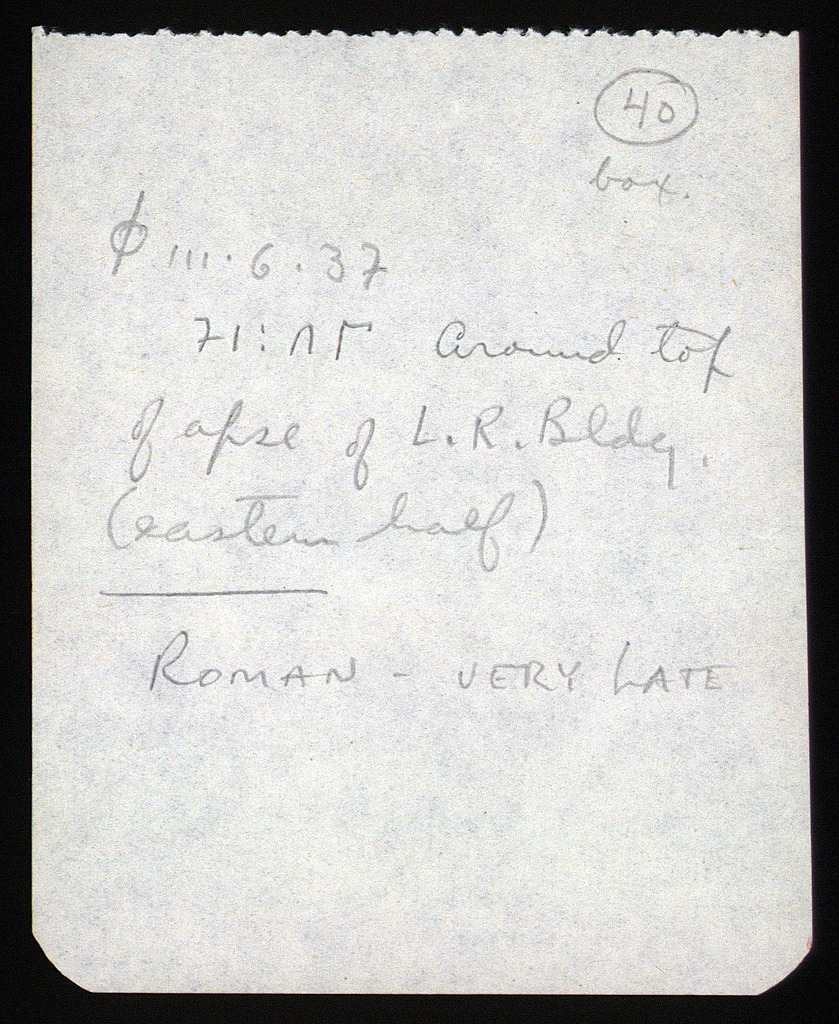 40
box.
φ III·6·37
71:ΛΓ Around top
of apse of L.R. Bldg.
(eastern half)
ROMAN - VERY LATE